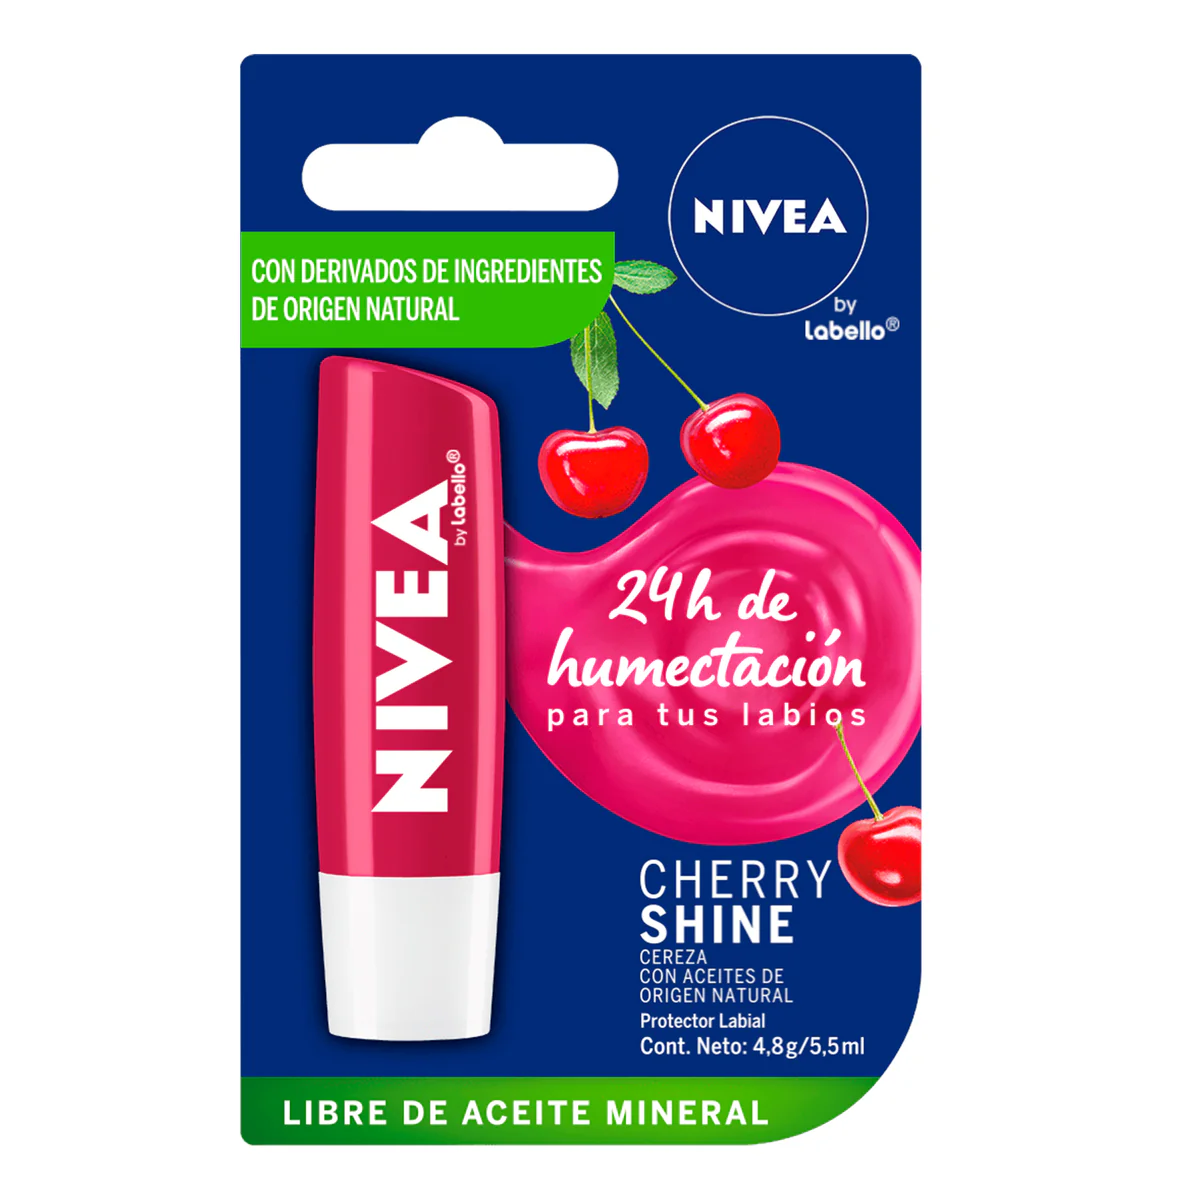 NIVEA
by
Labello®
CON DERIVADOS DE INGREDIENTES
DE ORIGEN NATURAL
NIVEA
by Labello®
24h de
humectación
para tus labios
CHERRY
SHINE
CEREZA
CON ACEITES DE
ORIGEN NATURAL
Protector Labial
Cont. Neto: 4,8g/5,5ml
LIBRE DE ACEITE MINERAL